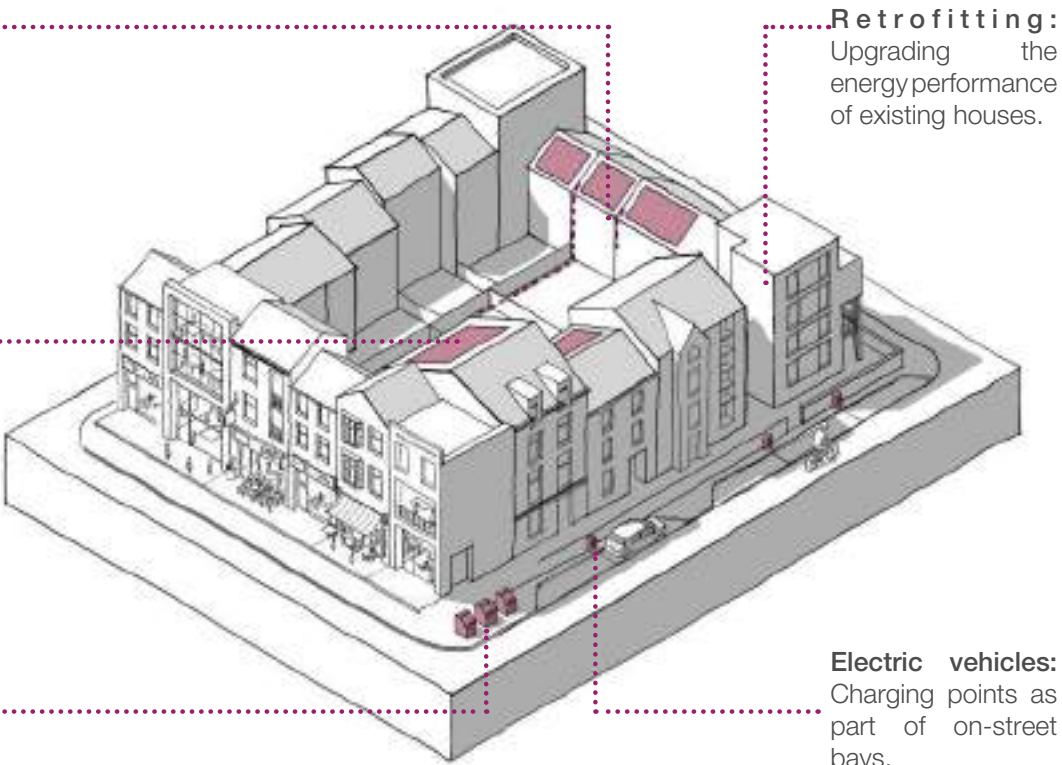 Retrofitting:
Upgrading the
energy performance
of existing houses.
Electric vehicles:
Charging points as
part of on-street
bays.